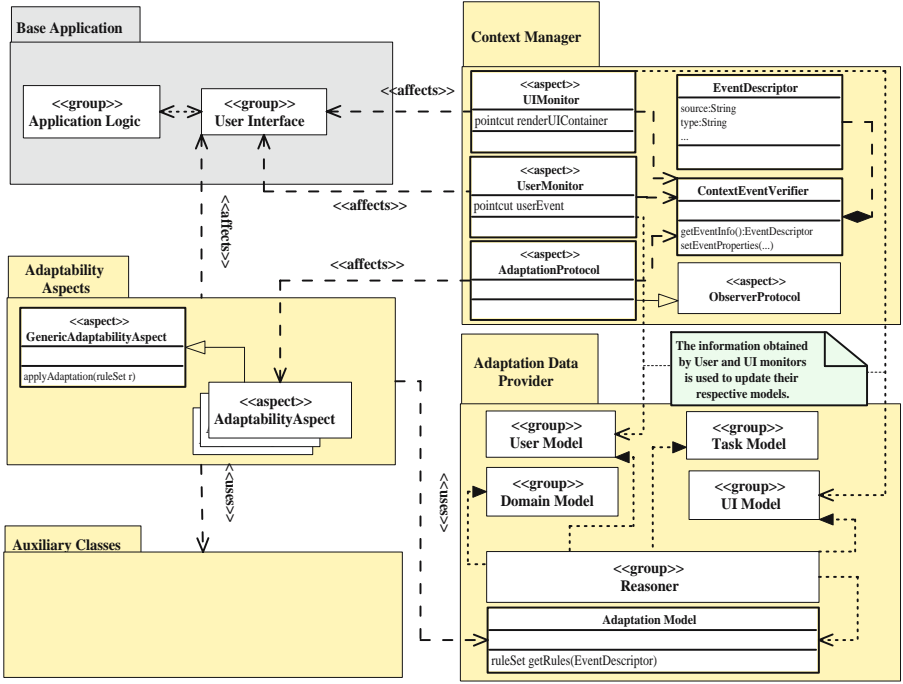 Base Application
<<group>>
Application Logic
<<group>>
User Interface
<<affects>>
<<affects>>
<<affects>>
<<affects>>
Context Manager
<<aspect>>
UIMonitor
pointcut renderUIContainer
EventDescriptor
source:String
type:String
...
<<aspect>>
UserMonitor
pointcut userEvent
ContextEventVerifier
getEventInfo():EventDescriptor
setEventProperties(...)
<<aspect>>
AdaptationProtocol
<<aspect>>
ObserverProtocol
Adaptability
Aspects
<<aspect>>
GenericAdaptabilityAspect
applyAdaptation(ruleSet r)
<<aspect>>
AdaptabilityAspect
<<uses>>
<<uses>>
Auxiliary Classes
The information obtained
by User and UI monitors
is used to update their
respective models.
Adaptation Data
Provider
<<group>>
User Model
<<group>>
Task Model
<<group>>
Domain Model
<<group>>
UI Model
<<group>>
Reasoner
Adaptation Model
ruleSet getRules(EventDescriptor)